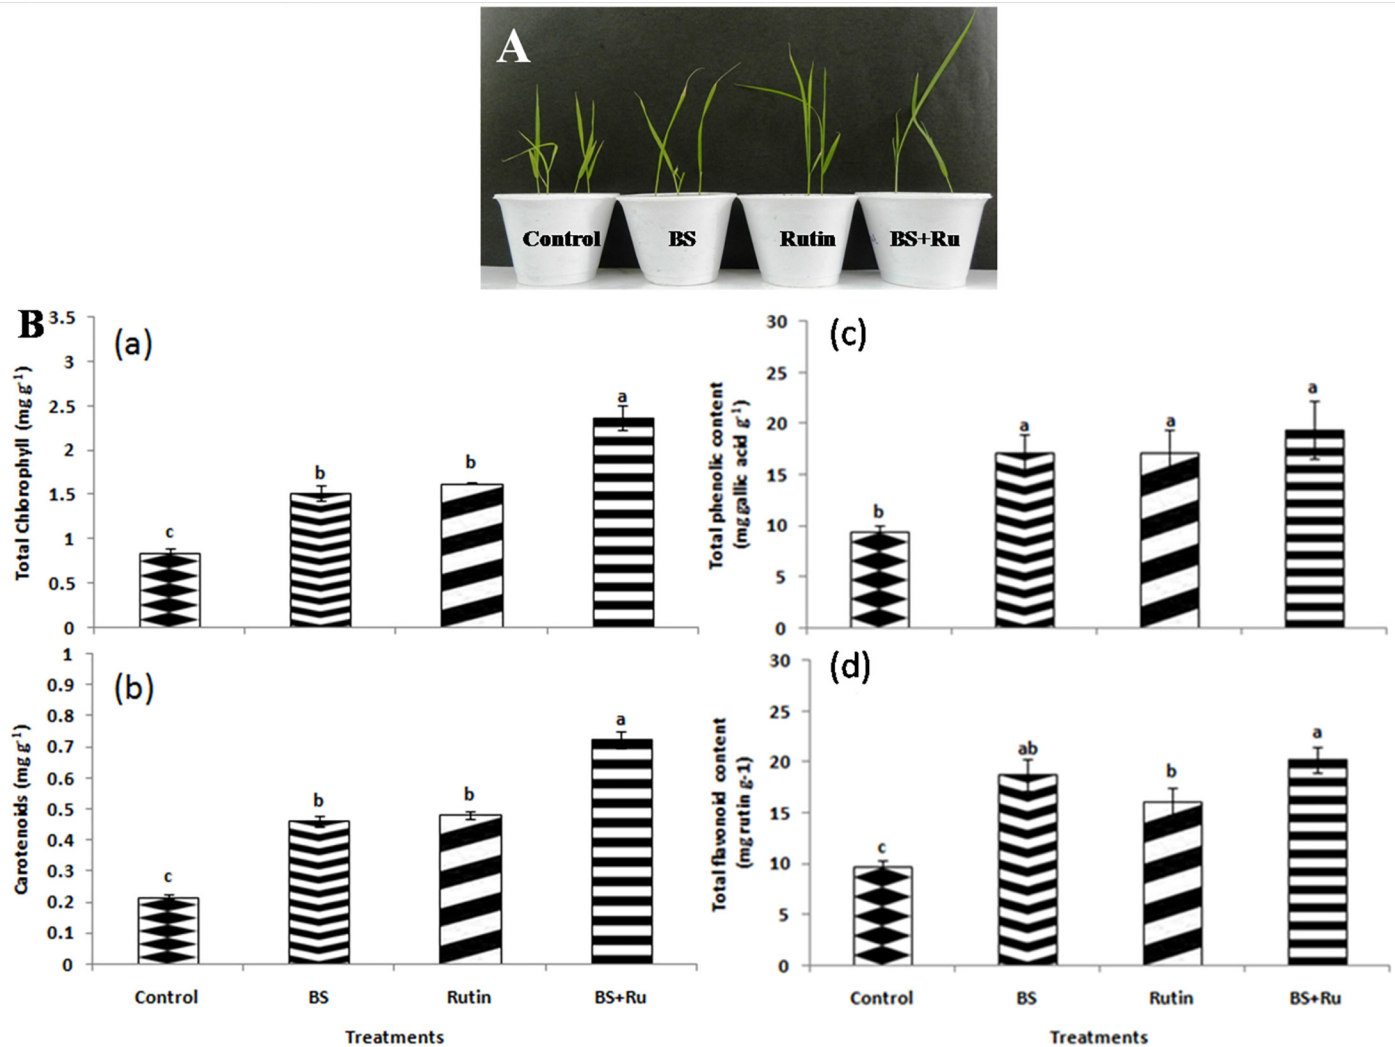 A
Control BS Rutin BS+Ru
B
(a)
Total Chlorophyll (mg g-1)
3.5
3
2.5
2
1.5
1
0.5
0
c b b a
(c)
Total phenolic content
(mg gallic acid g-1)
30
25
20
15
10
5
0
b a a a
(b)
Carotenoids (mg g-1)
1
0.9
0.8
0.7
0.6
0.5
0.4
0.3
0.2
0.1
0
c b b a
Control BS Rutin BS+Ru
Treatments
(d)
Total flavonoid content
(mg rutin g-1)
30
25
20
15
10
5
0
c ab b a
Control BS Rutin BS+Ru
Treatments